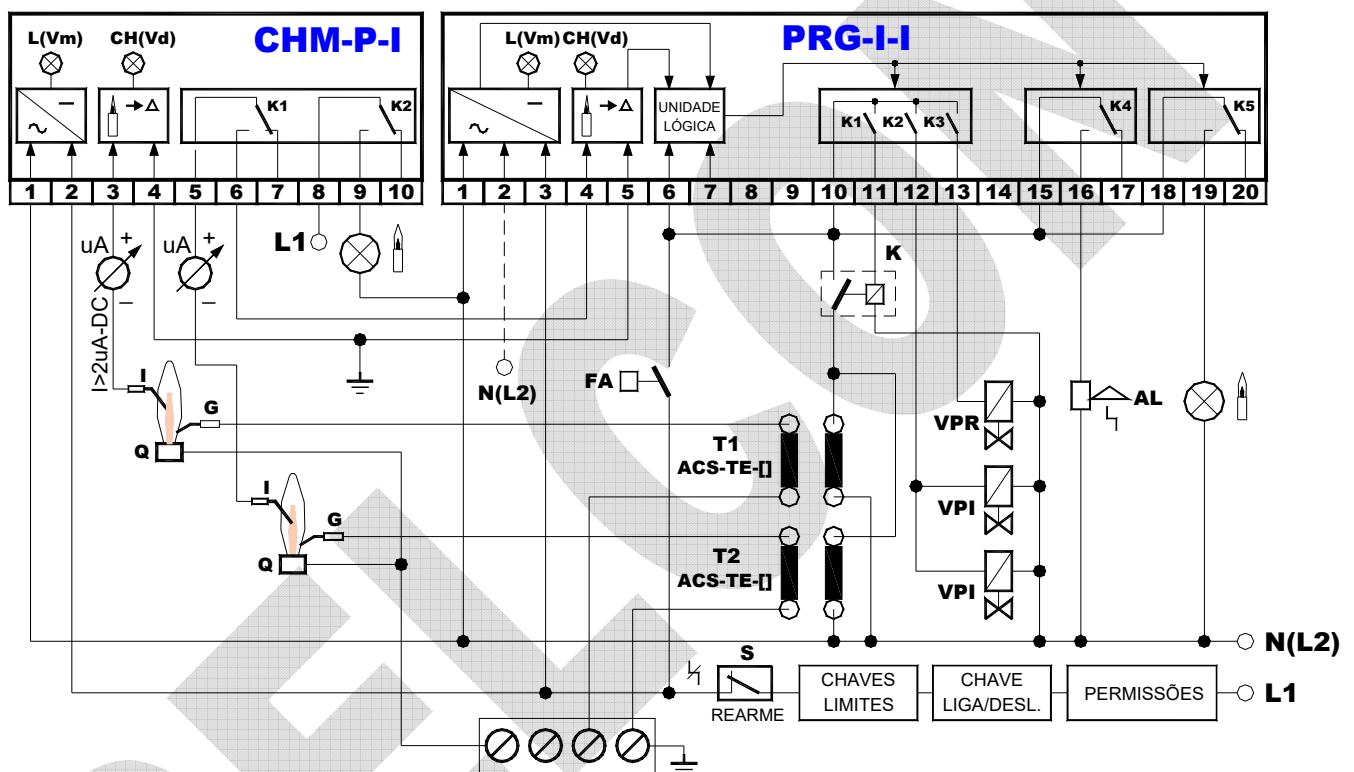 CHM-P-I
L(Vm) CH(Vd)
K1 K2
1 2 3 4 5 6 7 8 9 10
PRG-I-I
L(Vm) CH(Vd)
UNIDADE
LÓGICA
K1 K2 K3 K4 K5
1 2 3 4 5 6 7 8 9 10 11 12 13 14 15 16 17 18 19 20
uA + −
uA + −
L1
K
I>2uA-DC
N(L2)
FA
I
G
Q
I
G
Q
T1
ACS-TE-[]
T2
ACS-TE-[]
VPR
VPI
VPI
AL
N(L2)
S
REARME
CHAVES
LIMITES
CHAVE
LIGA/DESL.
PERMISSÕES
L1